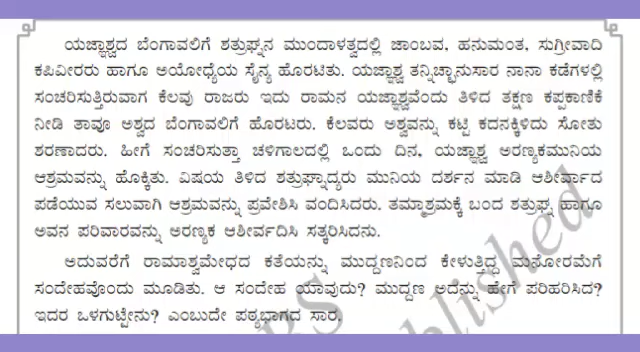 ಯಜ್ಞಾಶ್ವದ ಬೆಂಗಾವಲಿಗೆ ಶತ್ರುಘ್ನನ ಮುಂದಾಳತ್ವದಲ್ಲಿ ಜಾಂಬವ, ಹನುಮಂತ, ಸುಗ್ರೀವಾದಿ
ಕಪಿವೀರರು ಹಾಗೂ ಅಯೋಧ್ಯೆಯ ಸೈನ್ಯ ಹೊರಟಿತು. ಯಜ್ಞಾಶ್ವ ತನ್ನಿಚ್ಛಾನುಸಾರ ನಾನಾ ಕಡೆಗಳಲ್ಲಿ
ಸಂಚರಿಸುತ್ತಿರುವಾಗ ಕೆಲವು ರಾಜರು ಇದು ರಾಮನ ಯಜ್ಞಾಶ್ವವೆಂದು ತಿಳಿದ ತಕ್ಷಣ ಕಪ್ಪಕಾಣಿಕೆ
ನೀಡಿ ತಾವೂ ಅಶ್ವದ ಬೆಂಗಾವಲಿಗೆ ಹೊರಟರು. ಕೆಲವರು ಅಶ್ವವನ್ನು ಕಟ್ಟಿ ಕದನಕ್ಕಿಳಿದು ಸೋತು
ಶರಣಾದರು. ಹೀಗೆ ಸಂಚರಿಸುತ್ತಾ ಚಳಿಗಾಲದಲ್ಲಿ ಒಂದು ದಿನ, ಯಜ್ಞಾಶ್ವ ಅರಣ್ಯಕಮುನಿಯ
ಆಶ್ರಮವನ್ನು ಹೊಕ್ಕಿತು. ವಿಷಯ ತಿಳಿದ ಶತ್ರುಘ್ನಾದ್ಯರು ಮುನಿಯ ದರ್ಶನ ಮಾಡಿ ಆಶೀರ್ವಾದ
ಪಡೆಯುವ ಸಲುವಾಗಿ ಆಶ್ರಮವನ್ನು ಪ್ರವೇಶಿಸಿ ವಂದಿಸಿದರು. ತಮ್ಮಾಶ್ರಮಕ್ಕೆ ಬಂದ ಶತ್ರುಘ್ನ ಹಾಗೂ
ಅವನ ಪರಿವಾರವನ್ನು ಅರಣ್ಯಕ ಆಶೀರ್ವದಿಸಿ ಸತ್ಕರಿಸಿದನು.
ಅದುವರೆಗೆ ರಾಮಾಶ್ವಮೇಧದ ಕತೆಯನ್ನು ಮುದ್ದಣನಿಂದ ಕೇಳುತ್ತಿದ್ದ ಮನೋರಮೆಗೆ
ಸಂದೇಹವೊಂದು ಮೂಡಿತು. ಆ ಸಂದೇಹ ಯಾವುದು? ಮುದ್ದಣ ಅದನ್ನು ಹೇಗೆ ಪರಿಹರಿಸಿದ?
ಇದರ ಒಳಗುಟ್ಟೇನು? ಎಂಬುದೇ ಪಠ್ಯಭಾಗದ ಸಾರ.